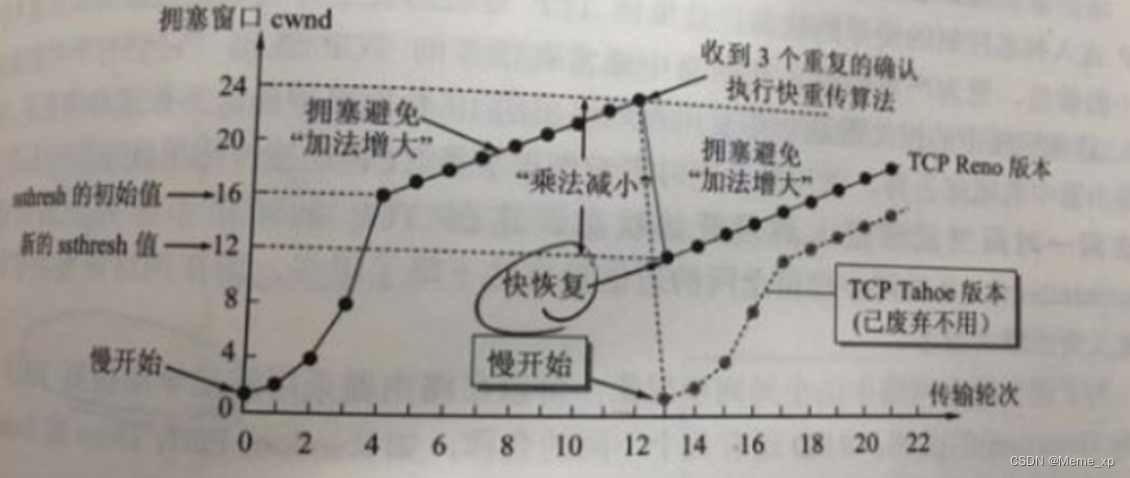 拥塞窗口 cwnd
收到 3 个重复的确认
执行快重传算法
24
拥塞避免
“加法增大”
20
拥塞避免
“加法增大”
TCP Reno 版本
“乘法减小”
ssthresh 的初始值
16
新的 ssthresh 值
12
快恢复
TCP Tahoe 版本
(已废弃不用)
8
慢开始
4
慢开始
传输轮次
0
0 2 4 6 8 10 12 14 16 18 20 22
CSDN @Meme_xp